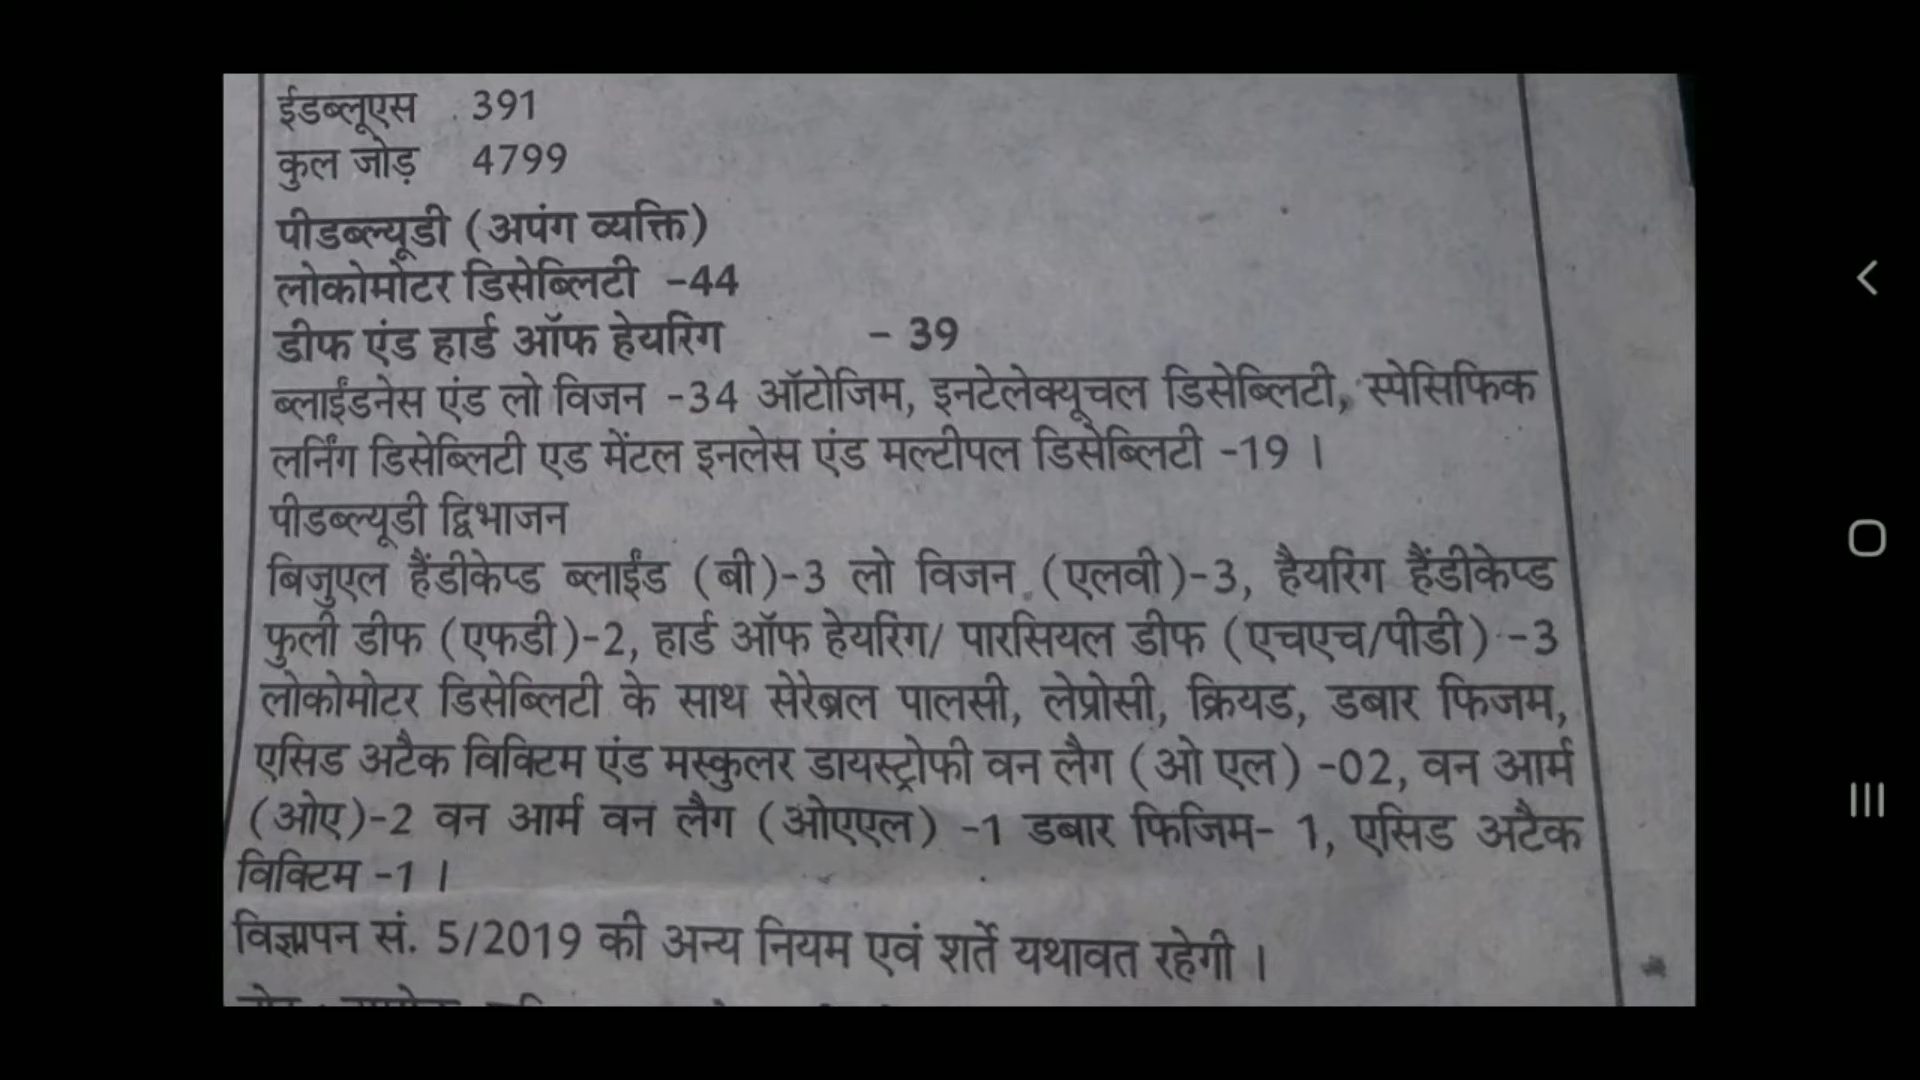 ईडब्लूएस 391
कुल जोड़ 4799
पीडब्ल्यूडी (अपंग व्यक्ति)
लोकोमोटर डिसेब्लिटी -44
डीफ एंड हार्ड ऑफ हेयरिंग - 39
ब्लाईंडनेस एंड लो विजन -34 ऑटोजिम, इनटेलेक्यूचल डिसेब्लिटी, स्पेसिफिक
लर्निंग डिसेब्लिटी एड मेंटल इनलेस एंड मल्टीपल डिसेब्लिटी -19 ।
पीडब्ल्यूडी द्विभाजन
बिजुएल हैंडीकेप्ड ब्लाईंड (बी)-3 लो विजन (एलवी)-3, हैयरिंग हैंडीकेप्ड
फुली डीफ (एफडी)-2, हार्ड ऑफ हेयरिंग/ पारसियल डीफ (एचएच/पीडी) -3
लोकोमोटर डिसेब्लिटी के साथ सेरेब्रल पालसी, लेप्रोसी, क्रियड, डबार फिजम,
एसिड अटैक विक्टिम एंड मस्कुलर डायस्ट्रोफी वन लैग (ओ एल) -02, वन आर्म
(ओए)-2 वन आर्म वन लैग (ओएएल) -1 डबार फिजिम- 1, एसिड अटैक
विक्टिम -1 ।
विज्ञापन सं. 5/2019 की अन्य नियम एवं शर्ते यथावत रहेगी ।